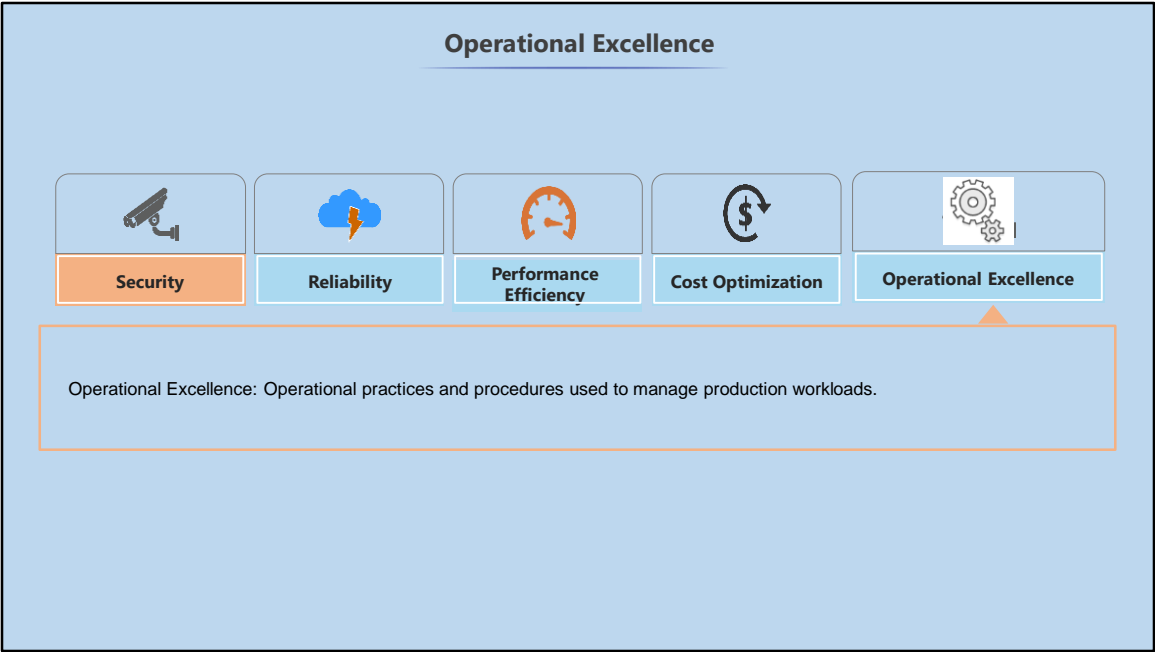 Operational Excellence
Security
Reliability
Performance
Efficiency
Cost Optimization
Operational Excellence
Operational Excellence: Operational practices and procedures used to manage production workloads.